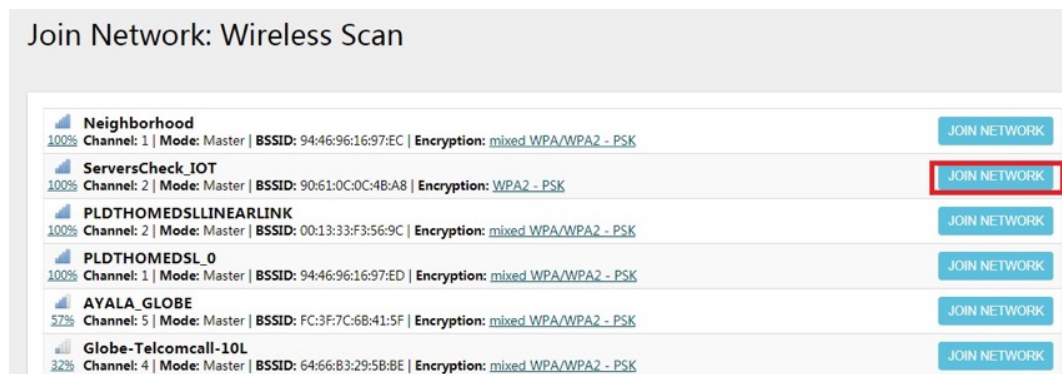 Join Network: Wireless Scan
Neighborhood
100% Channel: 1 | Mode: Master | BSSID: 94:46:96:16:97:EC | Encryption: mixed WPA/WPA2 - PSK
JOIN NETWORK
ServersCheck_IOT
100% Channel: 2 | Mode: Master | BSSID: 90:61:0C:0C:4B:A8 | Encryption: WPA2 - PSK
JOIN NETWORK
PLDTHOMEDSLLINEARLINK
100% Channel: 2 | Mode: Master | BSSID: 00:13:33:F3:56:9C | Encryption: mixed WPA/WPA2 - PSK
JOIN NETWORK
PLDTHOMEDSL_0
100% Channel: 1 | Mode: Master | BSSID: 94:46:96:16:97:ED | Encryption: mixed WPA/WPA2 - PSK
JOIN NETWORK
AYALA_GLOBE
57% Channel: 5 | Mode: Master | BSSID: FC:3F:7C:6B:41:5F | Encryption: mixed WPA/WPA2 - PSK
JOIN NETWORK
Globe-Telcomcall-10L
32% Channel: 4 | Mode: Master | BSSID: 64:66:B3:29:5B:BE | Encryption: mixed WPA/WPA2 - PSK
JOIN NETWORK